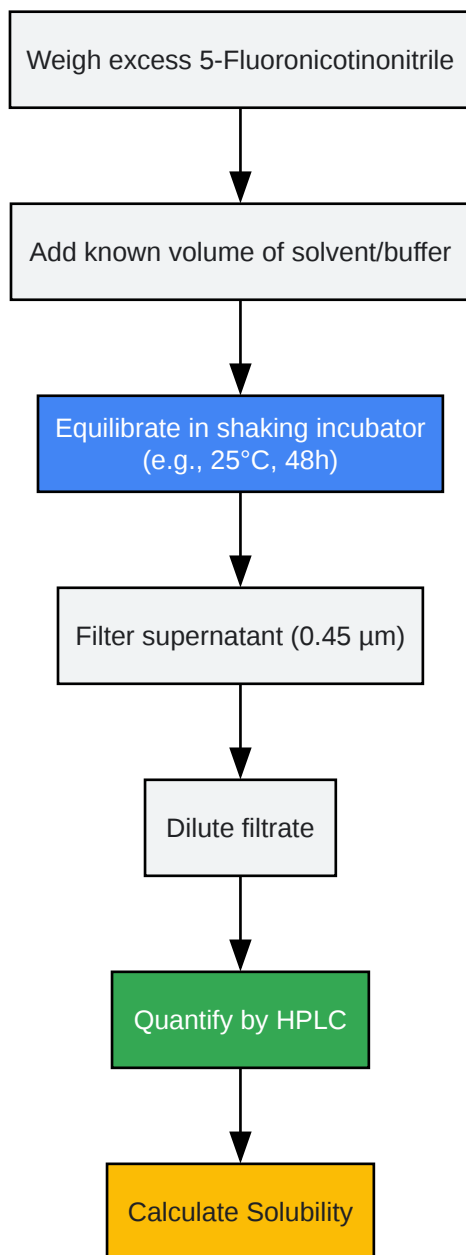 Weigh excess 5-Fluoronicotinonitrile
Add known volume of solvent/buffer
Equilibrate in shaking incubator
(e.g., 25°C, 48h)
Filter supernatant (0.45 µm)
Dilute filtrate
Quantify by HPLC
Calculate Solubility